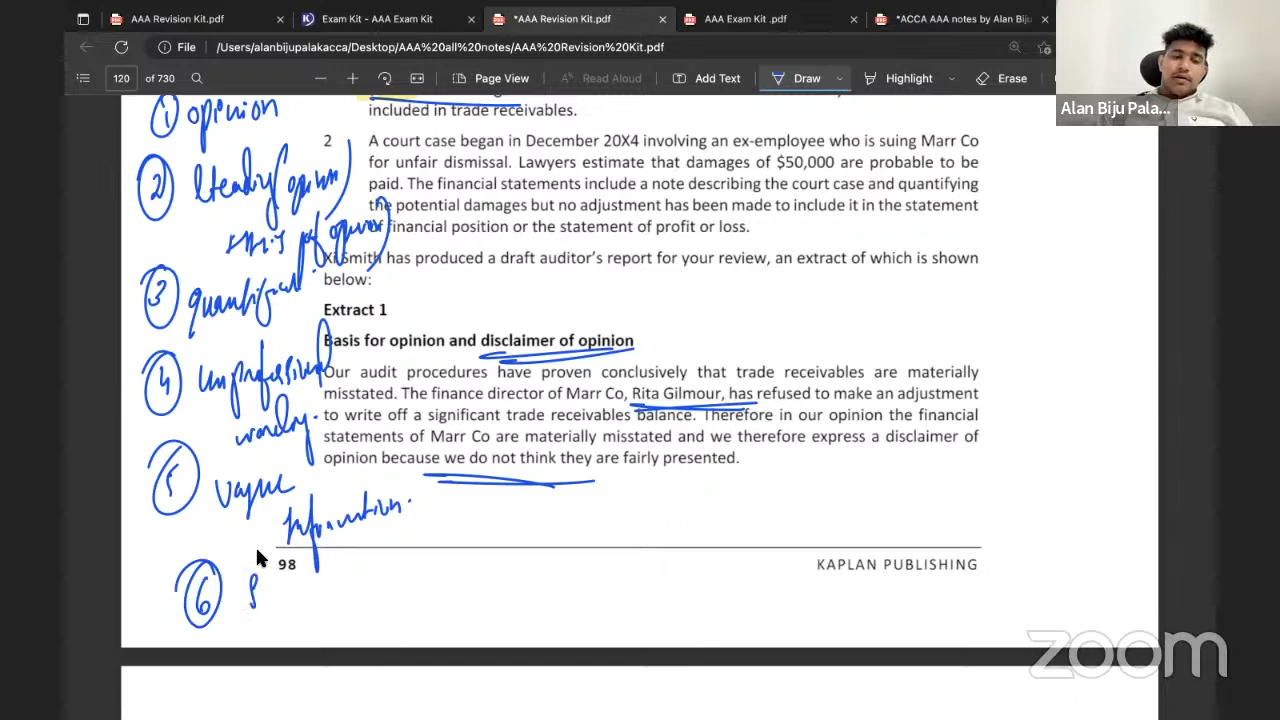 AAA Revision Kit.pdf
Exam Kit - AAA Exam Kit
*AAA Revision Kit.pdf
AAA Exam Kit .pdf
*ACCA AAA notes by Alan Biju
File
/Users/alanbijupalakacca/Desktop/AAA%20all%20notes/AAA%20Revision%20Kit.pdf
120 of 730
Page View
Read Aloud
Add Text
Draw
Highlight
Erase
Alan Biju Pala...
included in trade receivables.
2 A court case began in December 20X4 involving an ex-employee who is suing Marr Co
for unfair dismissal. Lawyers estimate that damages of $50,000 are probable to be
paid. The financial statements include a note describing the court case and quantifying
the potential damages but no adjustment has been made to include it in the statement
of financial position or the statement of profit or loss.
Xi Smith has produced a draft auditor's report for your review, an extract of which is shown
below:
Extract 1
Basis for opinion and disclaimer of opinion
Our audit procedures have proven conclusively that trade receivables are materially
misstated. The finance director of Marr Co, Rita Gilmour, has refused to make an adjustment
to write off a significant trade receivables balance. Therefore in our opinion the financial
statements of Marr Co are materially misstated and we therefore express a disclaimer of
opinion because we do not think they are fairly presented.
98
KAPLAN PUBLISHING
1 opinion
2 (opinion)
of opinion)
3
4 unprofessional
wording.
5 vague
information.
6
zoom